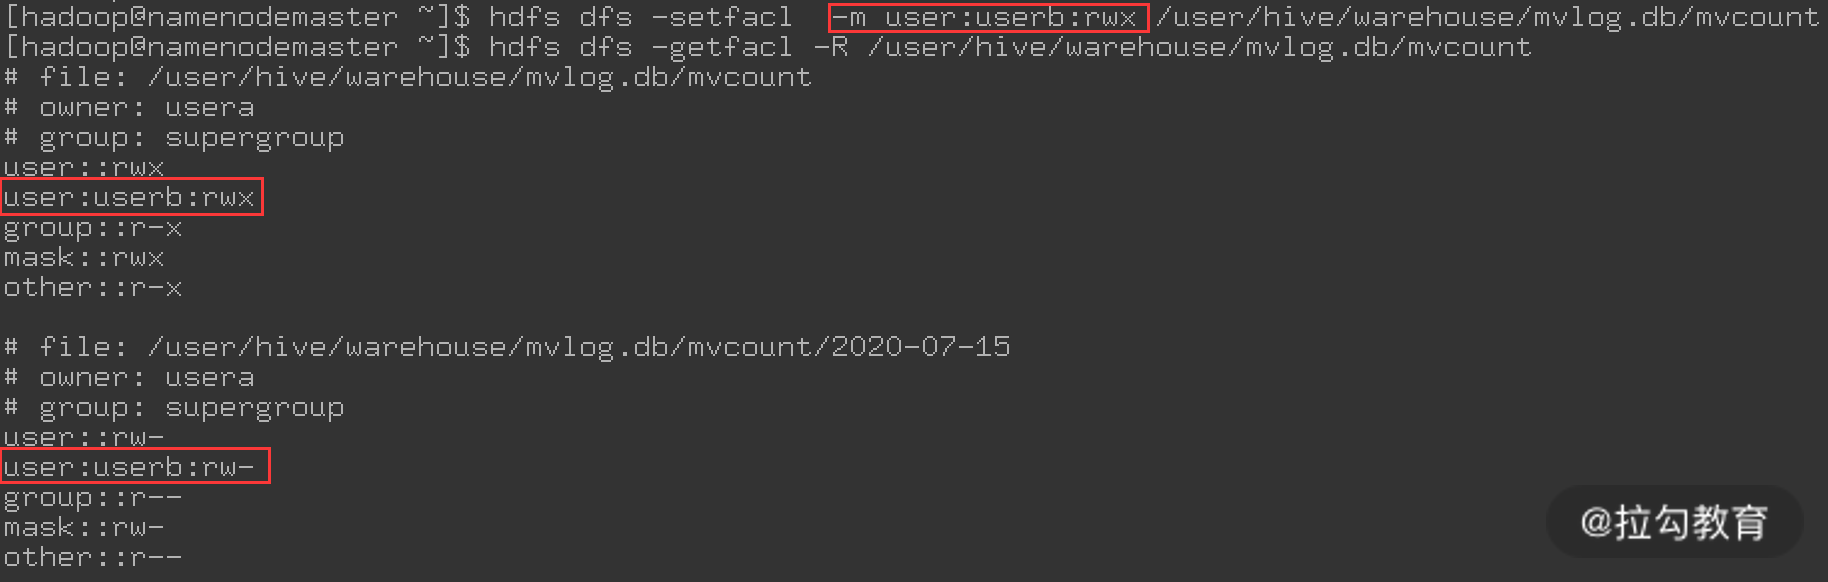 [hadoop@namenodemaster ~]$ hdfs dfs -setfacl  -m user:userb:rwx /user/hive/warehouse/mvlog.db/mvcount
[hadoop@namenodemaster ~]$ hdfs dfs -getfacl -R /user/hive/warehouse/mvlog.db/mvcount
# file: /user/hive/warehouse/mvlog.db/mvcount
# owner: usera
# group: supergroup
user::rwx
user:userb:rwx
group::r-x
mask::rwx
other::r-x
# file: /user/hive/warehouse/mvlog.db/mvcount/2020-07-15
# owner: usera
# group: supergroup
user::rw-
user:userb:rw-
group::r--
mask::rw-
other::r--
@拉勾教育